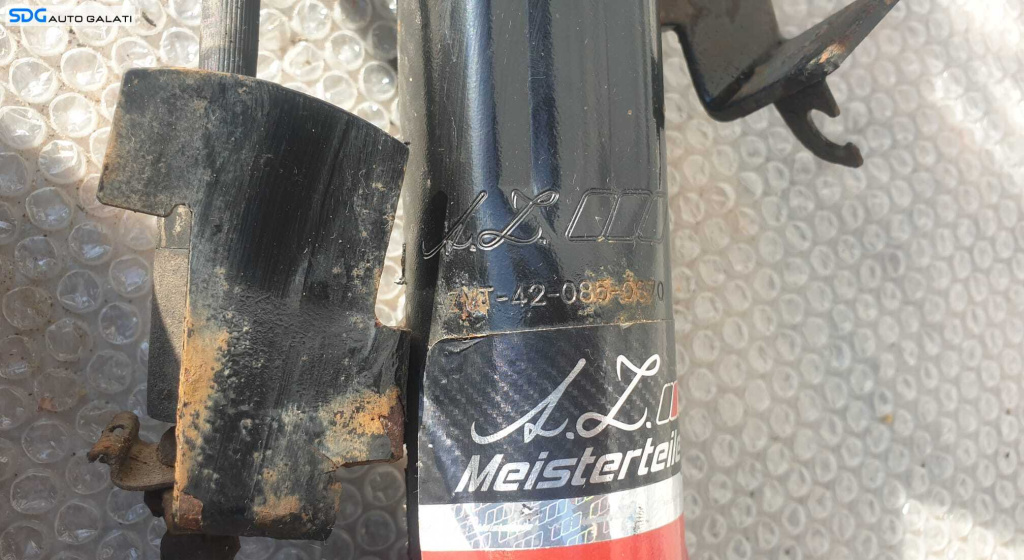 SDG AUTO GALATI
A.Z.
A.Z.
Meisterteile